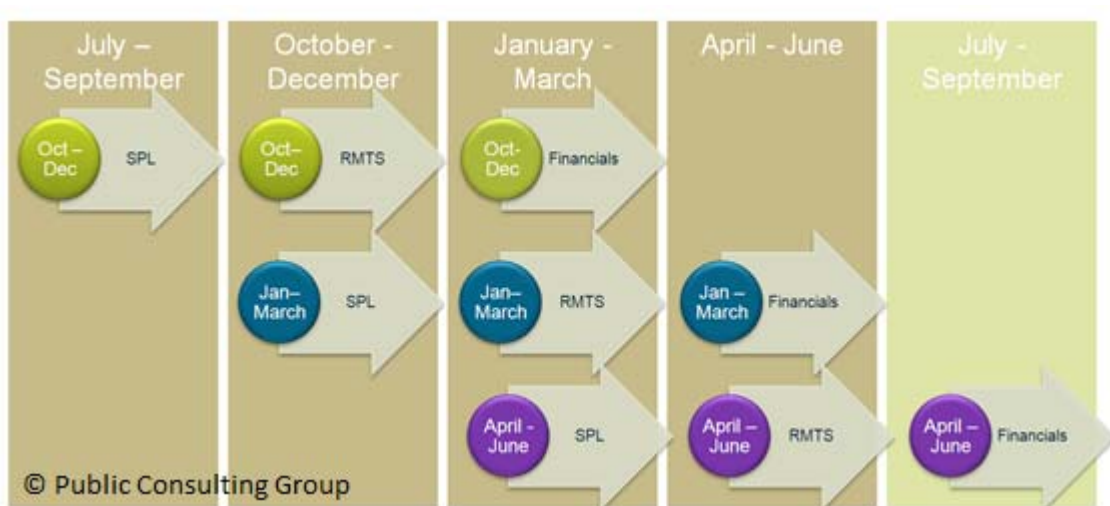 July –
September
October -
December
January -
March
April - June
July -
September
Oct –
Dec
SPL
Oct–
Dec
RMTS
Oct-
Dec
Financials
Jan–
March
SPL
Jan–
March
RMTS
Jan –
March
Financials
April -
June
SPL
April –
June
RMTS
April –
June
Financials
© Public Consulting Group